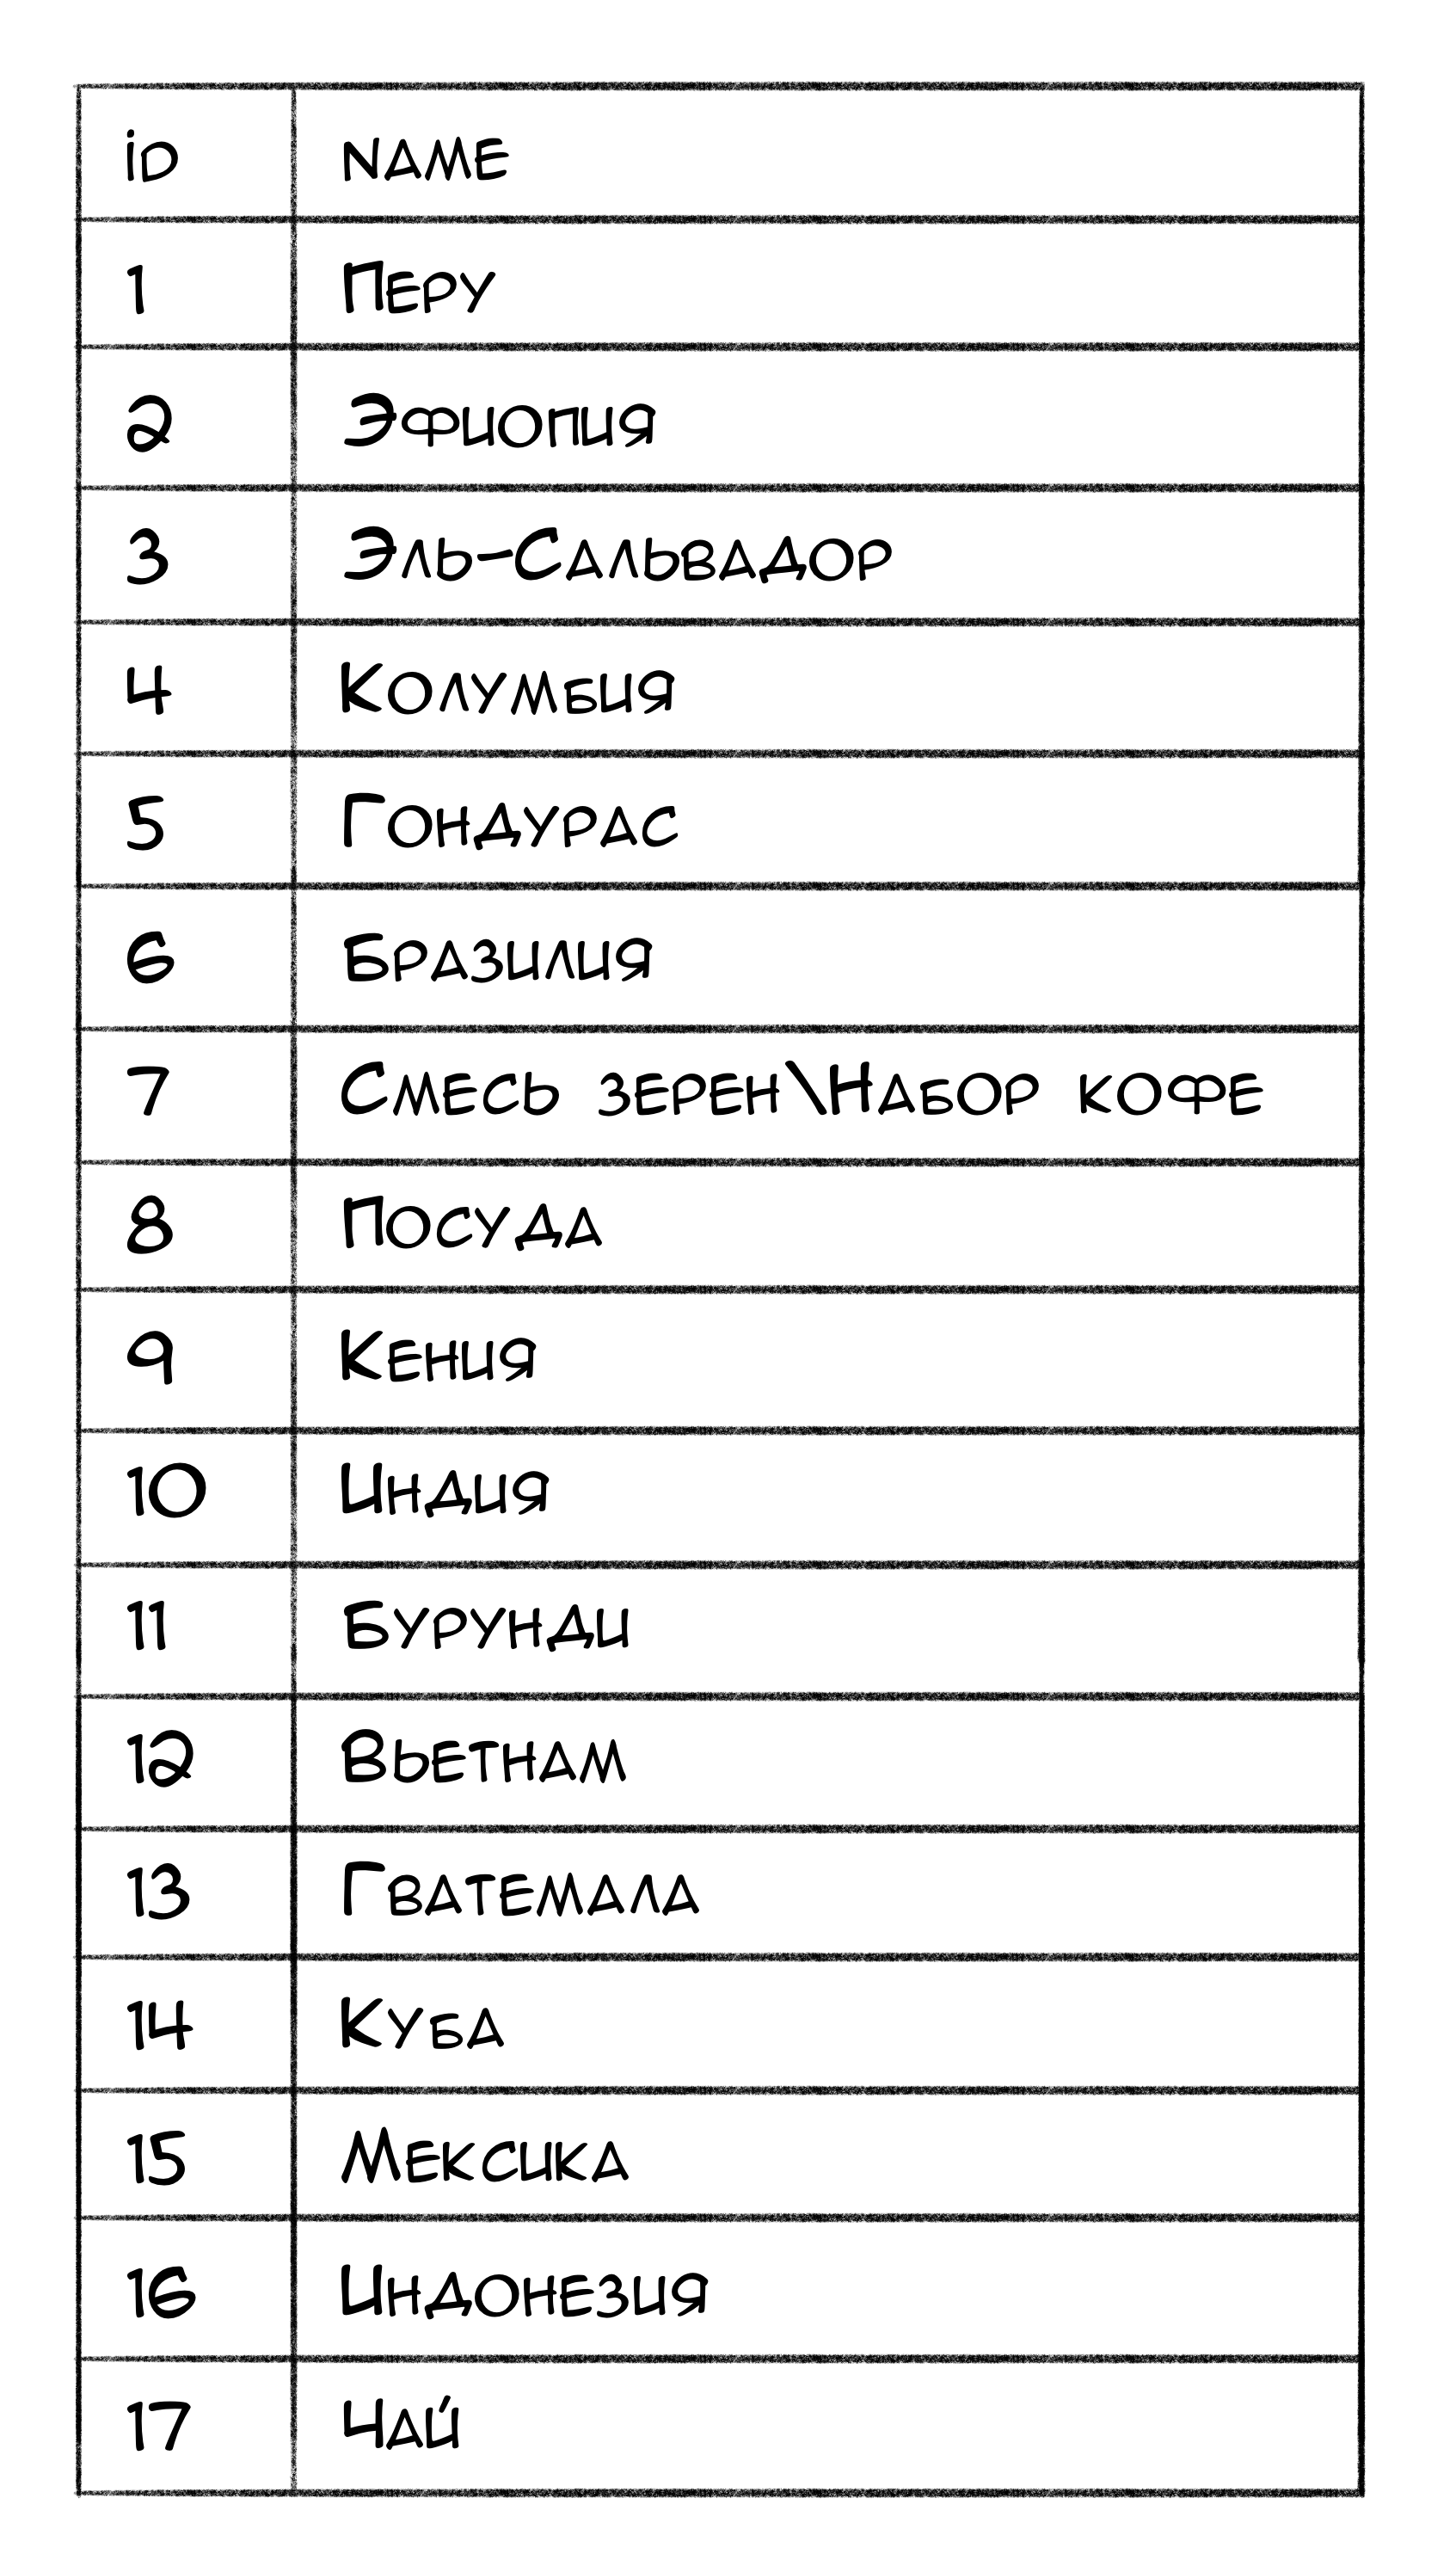 id name
1 Перу
2 Эфиопия
3 Эль-Сальвадор
4 Колумбия
5 Гондурас
6 Бразилия
7 Смесь зерен\Набор кофе
8 Посуда
9 Кения
10 Индия
11 Бурунди
12 Вьетнам
13 Гватемала
14 Куба
15 Мексика
16 Индонезия
17 Чай